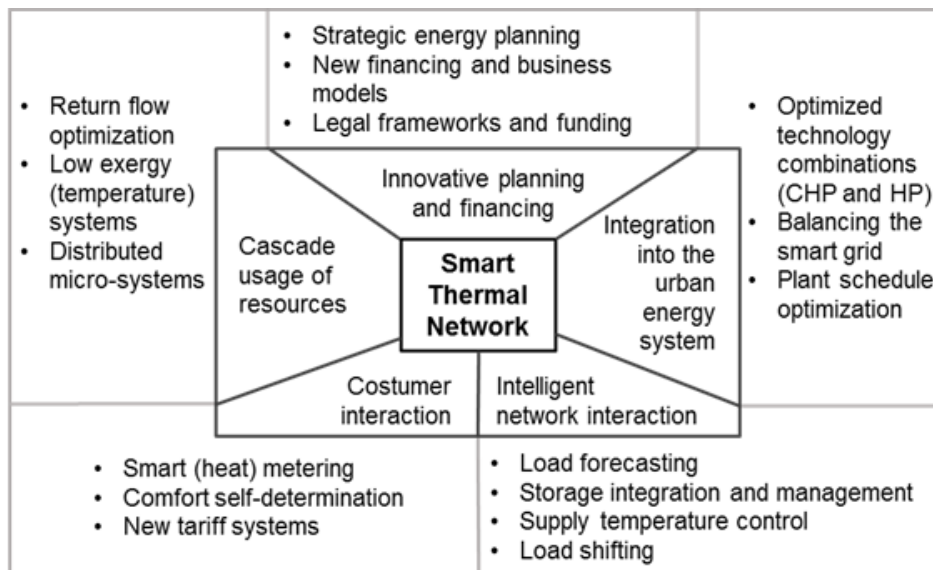 • Strategic energy planning
• New financing and business
models
• Legal frameworks and funding
• Return flow
optimization
• Low exergy
(temperature)
systems
• Distributed
micro-systems
• Optimized
technology
combinations
(CHP and HP)
• Balancing the
smart grid
• Plant schedule
optimization
Innovative planning
and financing
Cascade
usage of
resources
Smart
Thermal
Network
Integration
into the
urban
energy
system
Costumer
interaction
Intelligent
network interaction
• Smart (heat) metering
• Comfort self-determination
• New tariff systems
• Load forecasting
• Storage integration and management
• Supply temperature control
• Load shifting